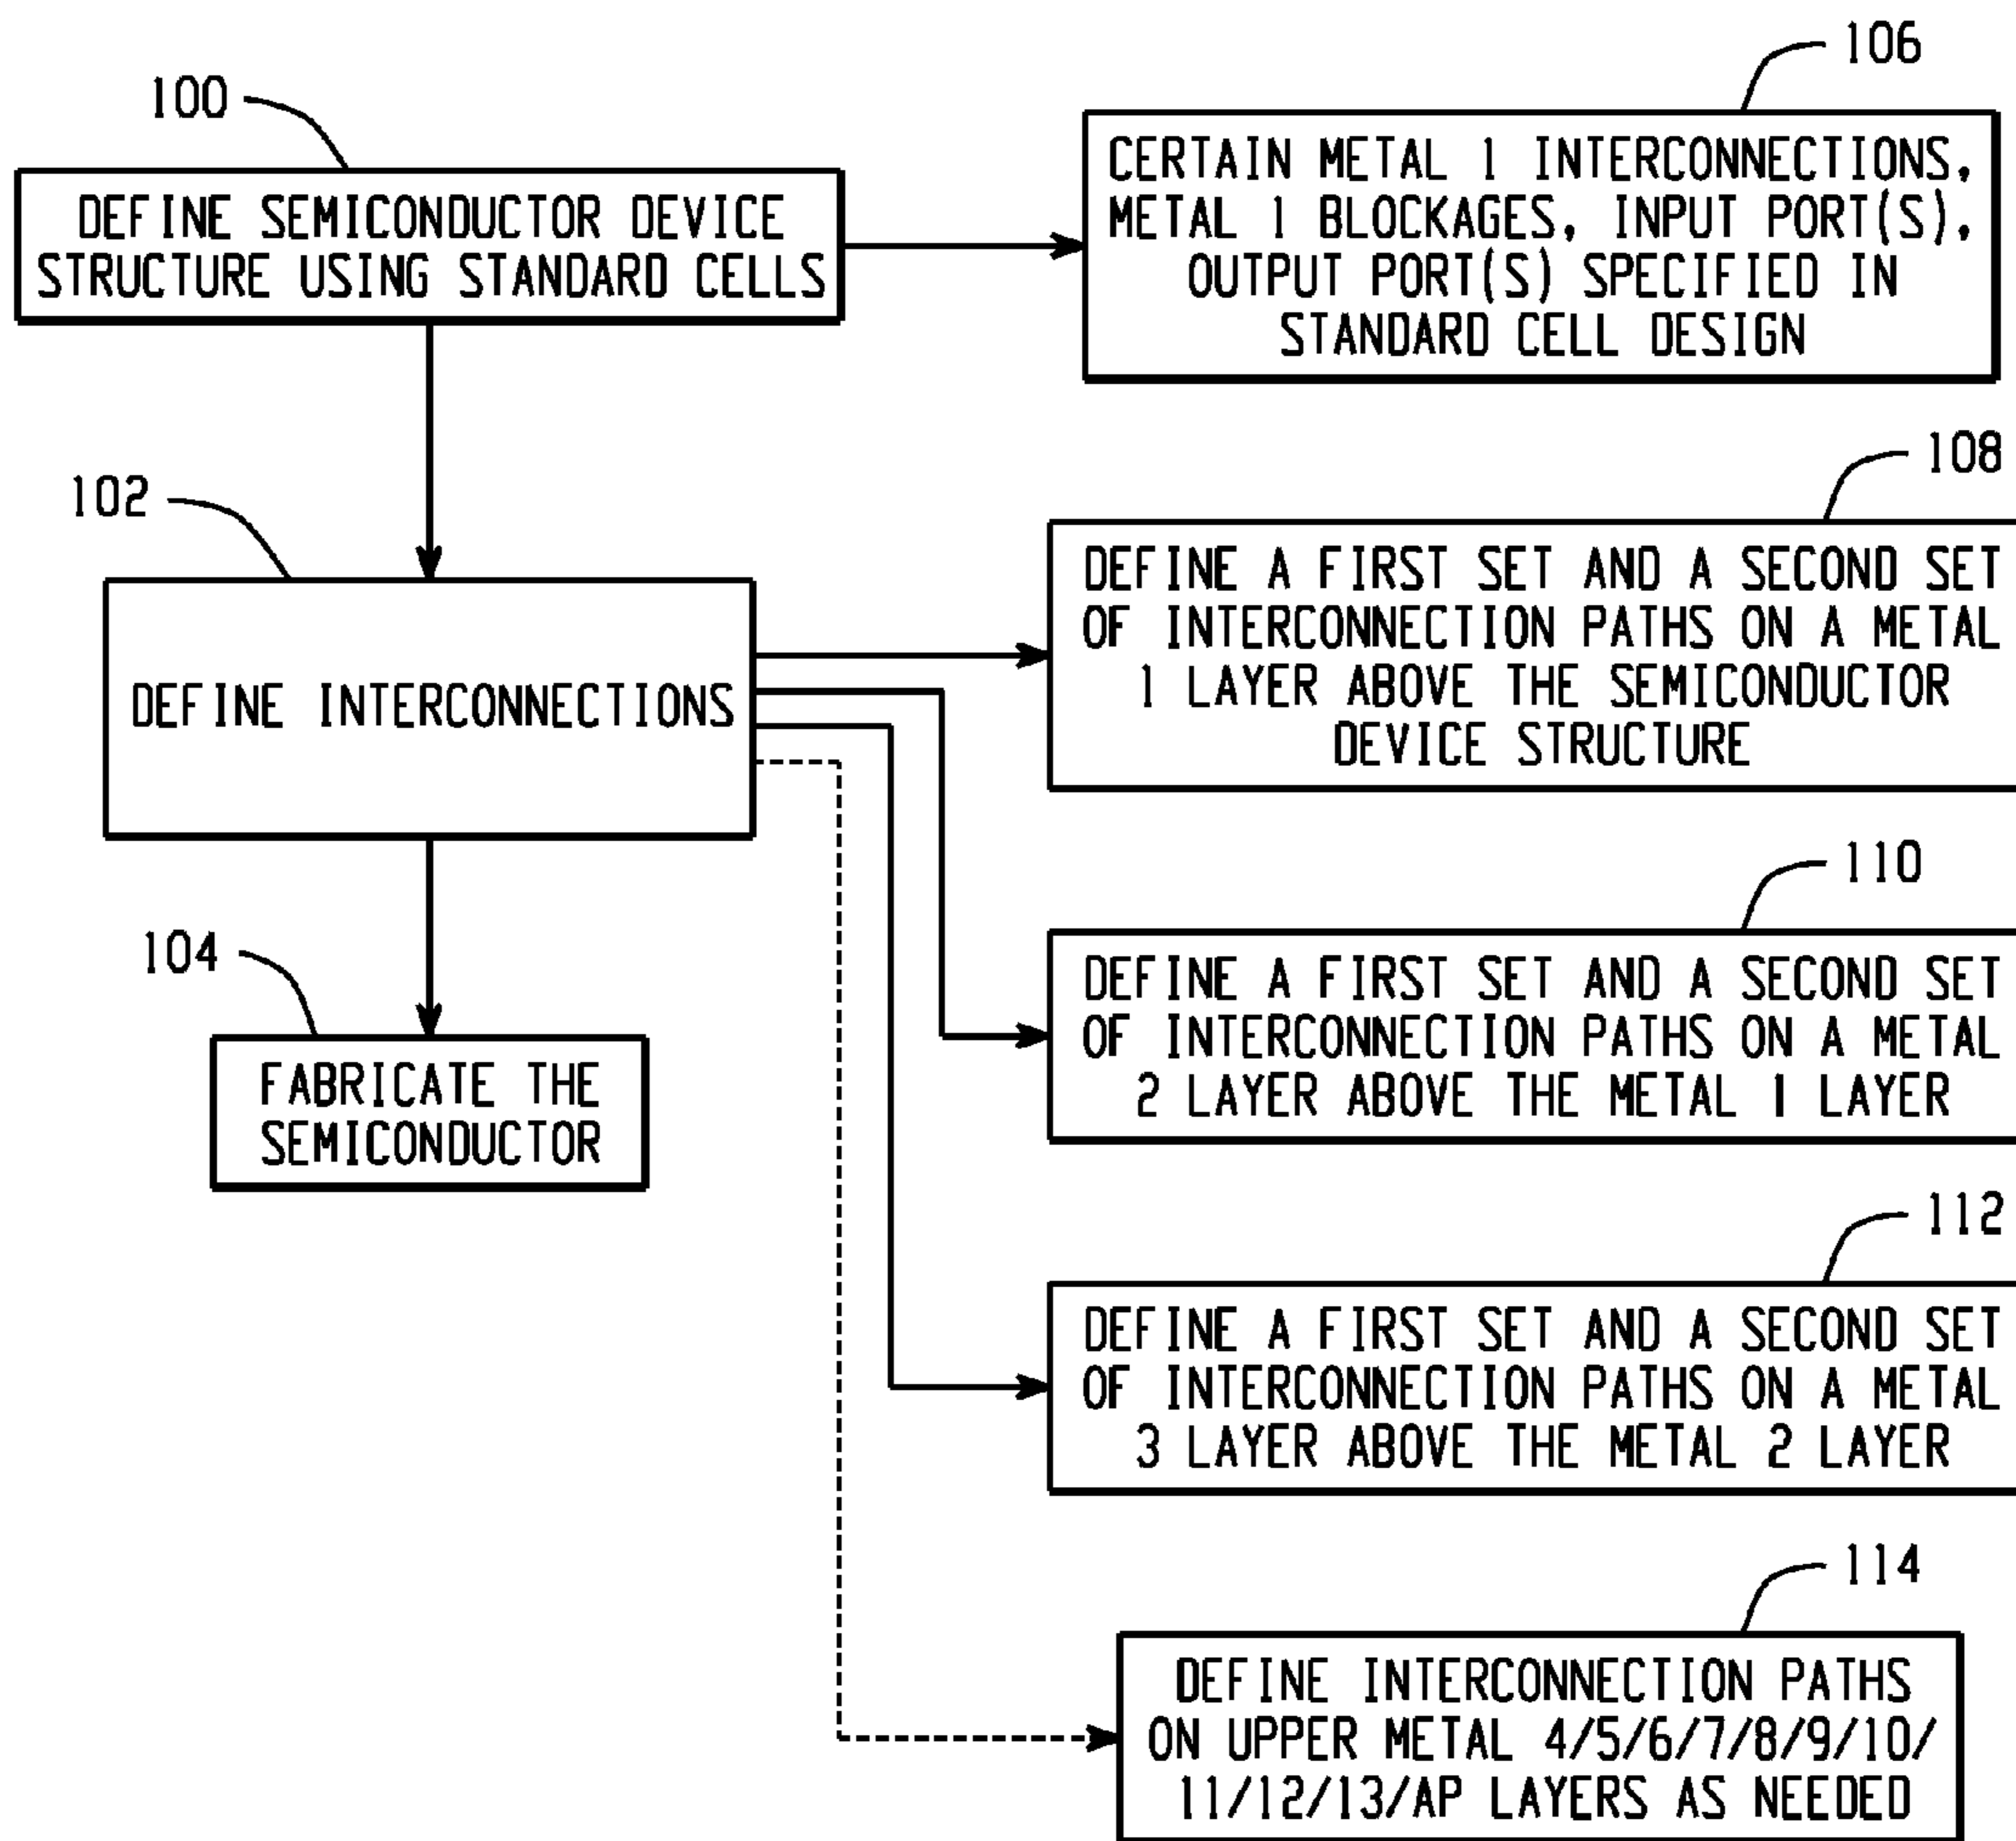 100
DEFINE SEMICONDUCTOR DEVICE
STRUCTURE USING STANDARD CELLS
106
CERTAIN METAL 1 INTERCONNECTIONS,
METAL 1 BLOCKAGES, INPUT PORT(S),
OUTPUT PORT(S) SPECIFIED IN
STANDARD CELL DESIGN
102
DEFINE INTERCONNECTIONS
108
DEFINE A FIRST SET AND A SECOND SET
OF INTERCONNECTION PATHS ON A METAL
1 LAYER ABOVE THE SEMICONDUCTOR
DEVICE STRUCTURE
104
FABRICATE THE
SEMICONDUCTOR
110
DEFINE A FIRST SET AND A SECOND SET
OF INTERCONNECTION PATHS ON A METAL
2 LAYER ABOVE THE METAL 1 LAYER
112
DEFINE A FIRST SET AND A SECOND SET
OF INTERCONNECTION PATHS ON A METAL
3 LAYER ABOVE THE METAL 2 LAYER
114
DEFINE INTERCONNECTION PATHS
ON UPPER METAL 4/5/6/7/8/9/10/
11/12/13/AP LAYERS AS NEEDED